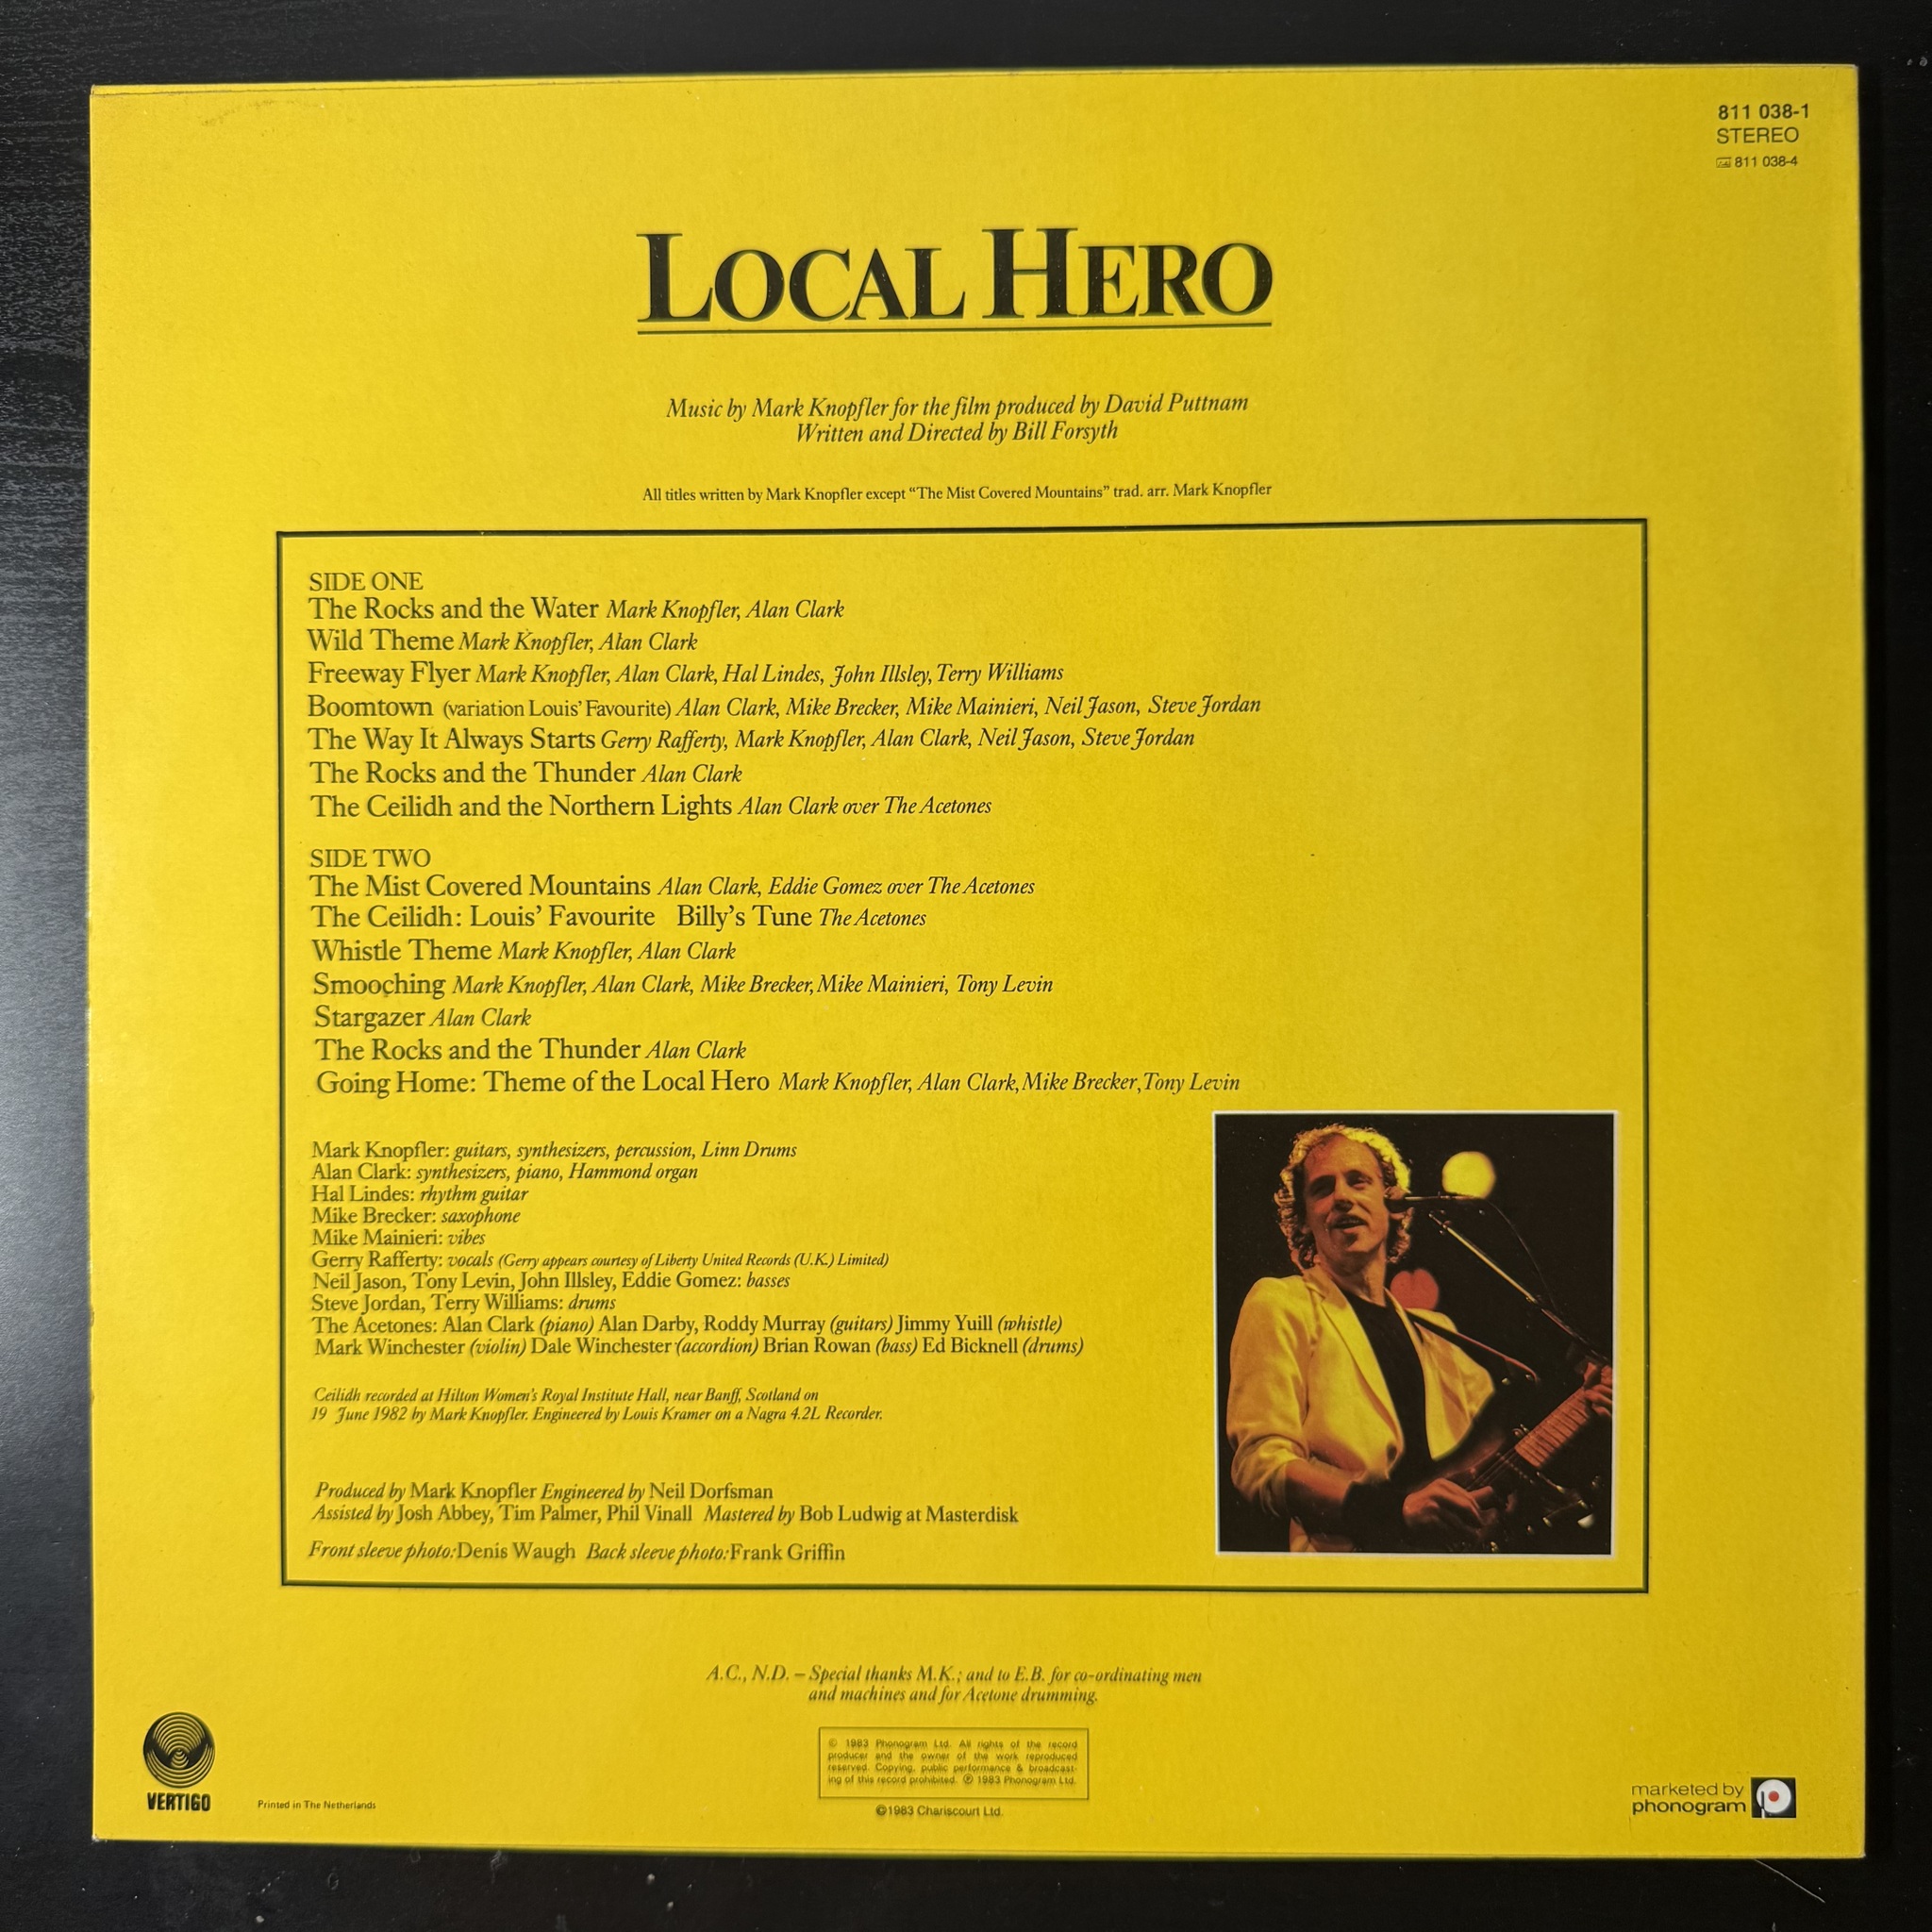 811 038-1
STEREO
811 038-4
LOCAL HERO
Music by Mark Knopfler for the film produced by David Puttnam
Written and Directed by Bill Forsyth
All titles written by Mark Knopfler except “The Mist Covered Mountains” trad. arr. Mark Knopfler
SIDE ONE
The Rocks and the Water Mark Knopfler, Alan Clark
Wild Theme Mark Knopfler, Alan Clark
Freeway Flyer Mark Knopfler, Alan Clark, Hal Lindes, John Illsley, Terry Williams
Boomtown (variation Louis’ Favourite) Alan Clark, Mike Brecker, Mike Mainieri, Neil Jason, Steve Jordan
The Way It Always Starts Gerry Rafferty, Mark Knopfler, Alan Clark, Neil Jason, Steve Jordan
The Rocks and the Thunder Alan Clark
The Ceilidh and the Northern Lights Alan Clark over The Acetones
SIDE TWO
The Mist Covered Mountains Alan Clark, Eddie Gomez over The Acetones
The Ceilidh: Louis’ Favourite Billy’s Tune The Acetones
Whistle Theme Mark Knopfler, Alan Clark
Smooching Mark Knopfler, Alan Clark, Mike Brecker, Mike Mainieri, Tony Levin
Stargazer Alan Clark
The Rocks and the Thunder Alan Clark
Going Home: Theme of the Local Hero Mark Knopfler, Alan Clark, Mike Brecker, Tony Levin
Mark Knopfler: guitars, synthesizers, percussion, Linn Drums
Alan Clark: synthesizers, piano, Hammond organ
Hal Lindes: rhythm guitar
Mike Brecker: saxophone
Mike Mainieri: vibes
Gerry Rafferty: vocals (Gerry appears courtesy of Liberty United Records (U.K.) Limited)
Neil Jason, Tony Levin, John Illsley, Eddie Gomez: basses
Steve Jordan, Terry Williams: drums
The Acetones: Alan Clark (piano) Alan Darby, Roddy Murray (guitars) Jimmy Yuill (whistle)
Mark Winchester (violin) Dale Winchester (accordion) Brian Rowan (bass) Ed Bicknell (drums)
Ceilidh recorded at Hilton Women’s Royal Institute Hall, near Banff, Scotland on
19 June 1982 by Mark Knopfler. Engineered by Louis Kramer on a Nagra 4.2L Recorder.
Produced by Mark Knopfler Engineered by Neil Dorfsman
Assisted by Josh Abbey, Tim Palmer, Phil Vinall Mastered by Bob Ludwig at Masterdisk
Front sleeve photo: Denis Waugh Back sleeve photo: Frank Griffin
A.C., N.D. – Special thanks M.K.; and to E.B. for co-ordinating men
and machines and for Acetone drumming.
© 1983 Phonogram Ltd. All rights of the record
producer and the owner of the work reproduced
reserved. Copying, public performance & broadcast-
ing of this record prohibited. ℗ 1983 Phonogram Ltd.
©1983 Chariscourt Ltd.
VERTIGO
Printed in The Netherlands
marketed by
phonogram